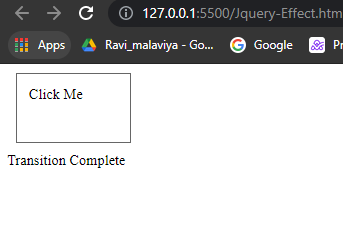 127.0.0.1:5500/Jquery-Effect.htm
Apps Ravi_malaviya - Go... Google Pr
Click Me
Transition Complete